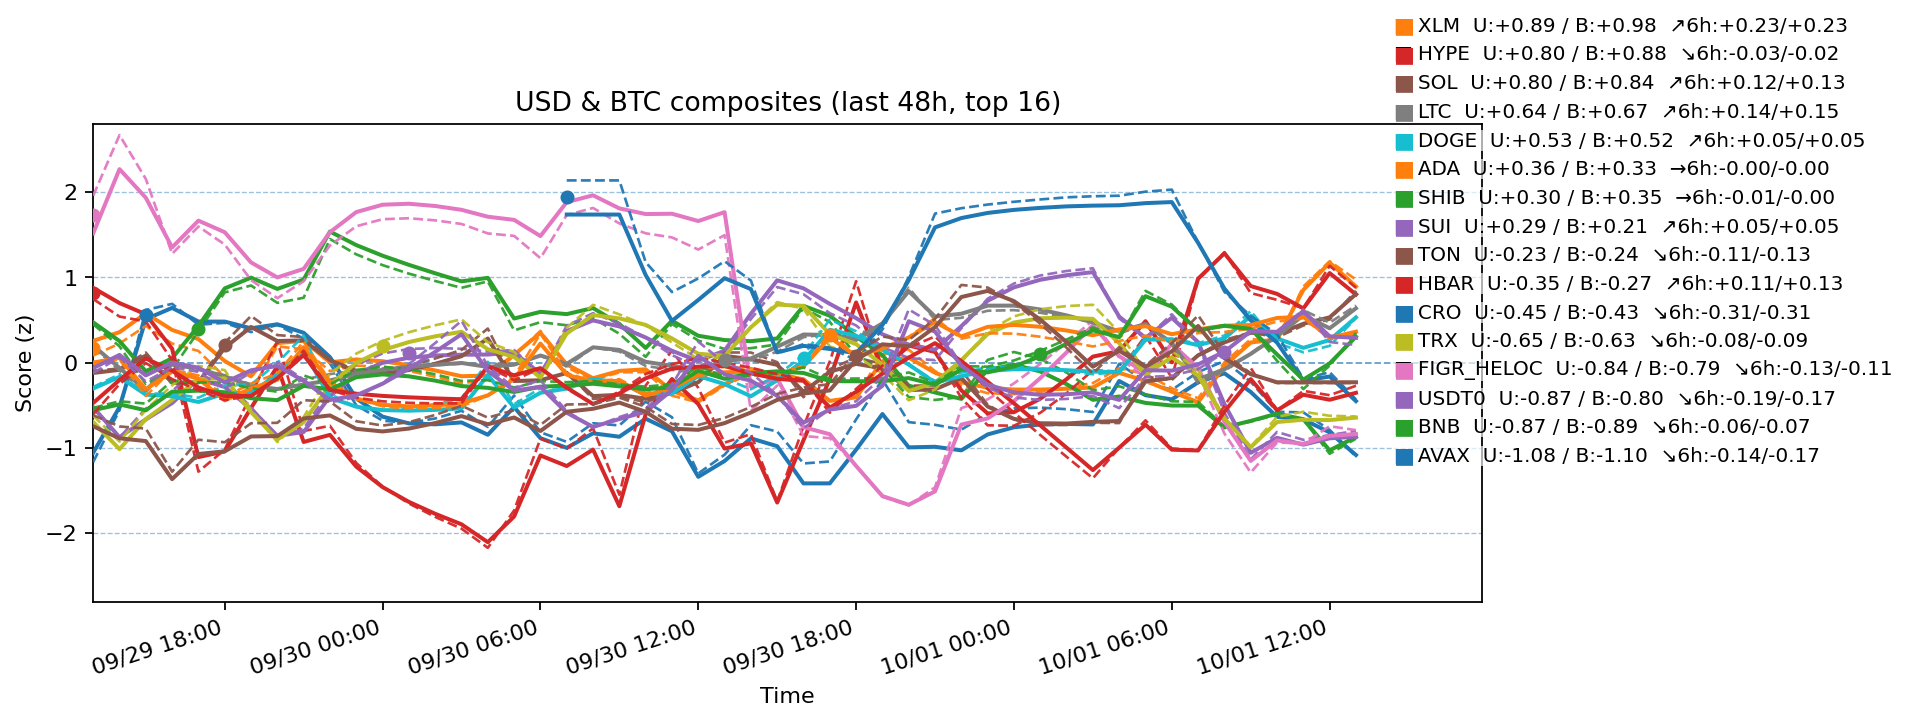 XLM  U:+0.89 / B:+0.98  ↗6h:+0.23/+0.23
HYPE  U:+0.80 / B:+0.88  ↘6h:-0.03/-0.02
SOL  U:+0.80 / B:+0.84  ↗6h:+0.12/+0.13
LTC  U:+0.64 / B:+0.67  ↗6h:+0.14/+0.15
DOGE  U:+0.53 / B:+0.52  ↗6h:+0.05/+0.05
ADA  U:+0.36 / B:+0.33  →6h:-0.00/-0.00
SHIB  U:+0.30 / B:+0.35  →6h:-0.01/-0.00
SUI  U:+0.29 / B:+0.21  ↗6h:+0.05/+0.05
TON  U:-0.23 / B:-0.24  ↘6h:-0.11/-0.13
HBAR  U:-0.35 / B:-0.27  ↗6h:+0.11/+0.13
CRO  U:-0.45 / B:-0.43  ↘6h:-0.31/-0.31
TRX  U:-0.65 / B:-0.63  ↘6h:-0.08/-0.09
FIGR_HELOC  U:-0.84 / B:-0.79  ↘6h:-0.13/-0.11
USDT0  U:-0.87 / B:-0.80  ↘6h:-0.19/-0.17
BNB  U:-0.87 / B:-0.89  ↘6h:-0.06/-0.07
AVAX  U:-1.08 / B:-1.10  ↘6h:-0.14/-0.17
USD & BTC composites (last 48h, top 16)
Score (z)
2
1
0
−1
−2
09/29 18:00
09/30 00:00
09/30 06:00
09/30 12:00
09/30 18:00
10/01 00:00
10/01 06:00
10/01 12:00
Time